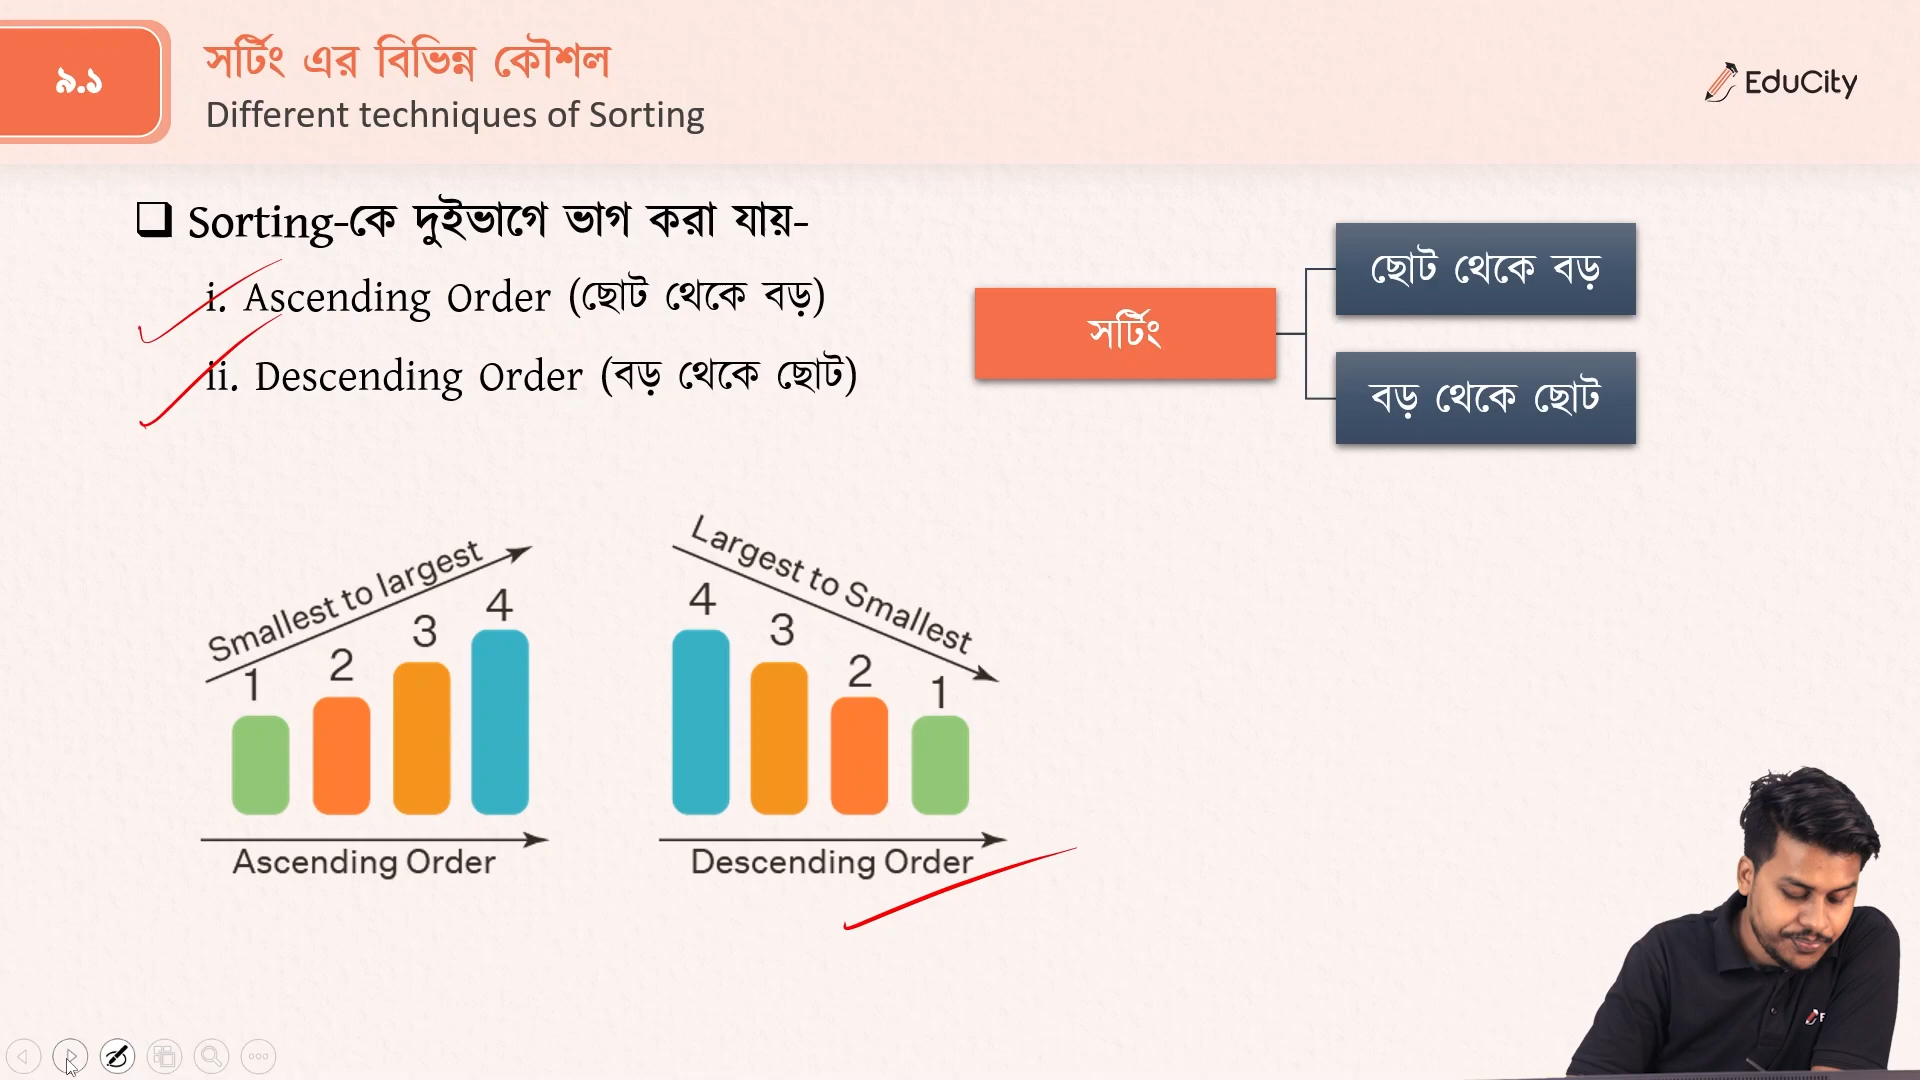 ৯.১
সর্টিং এর বিভিন্ন কৌশল
Different techniques of Sorting
EduCity
Sorting-কে দুইভাগে ভাগ করা যায়-
i. Ascending Order (ছোট থেকে বড়)
ii. Descending Order (বড় থেকে ছোট)
সর্টিং
ছোট থেকে বড়
বড় থেকে ছোট
Smallest to largest
1 2 3 4
Ascending Order
Largest to Smallest
4 3 2 1
Descending Order